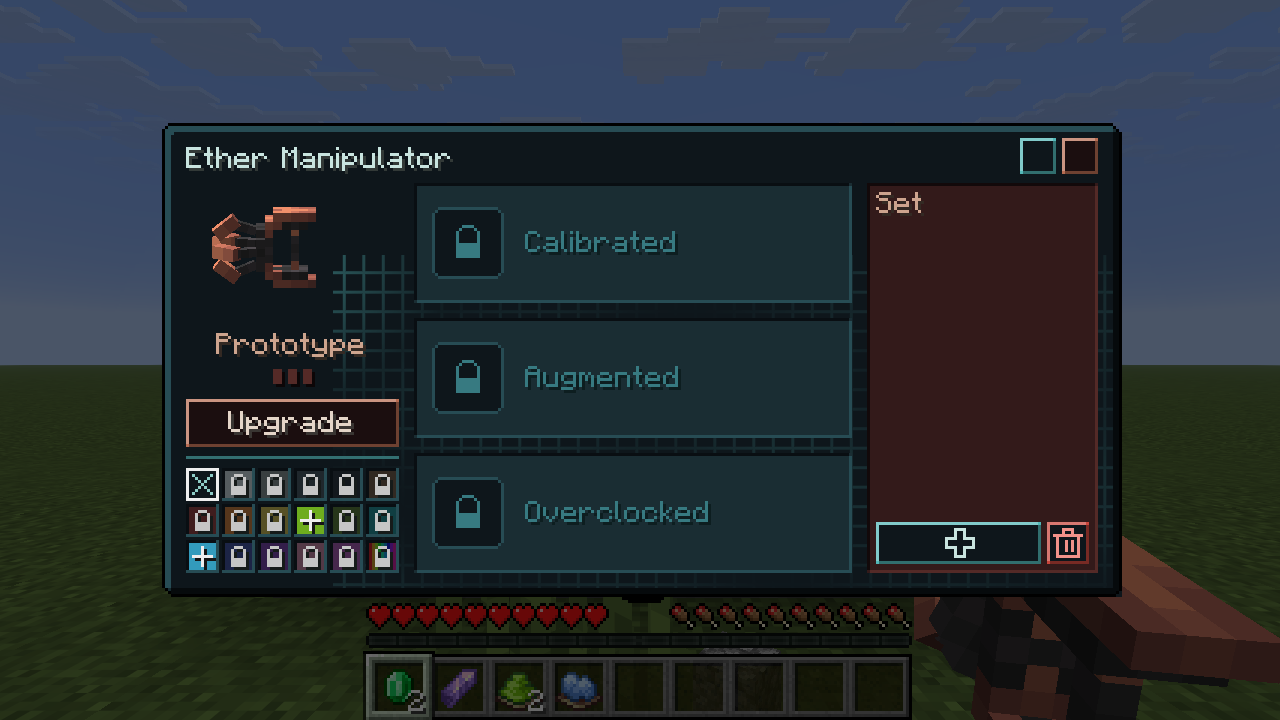 Ether Manipulator
Prototype
Upgrade
Calibrated
Augmented
Overclocked
Set
2
2